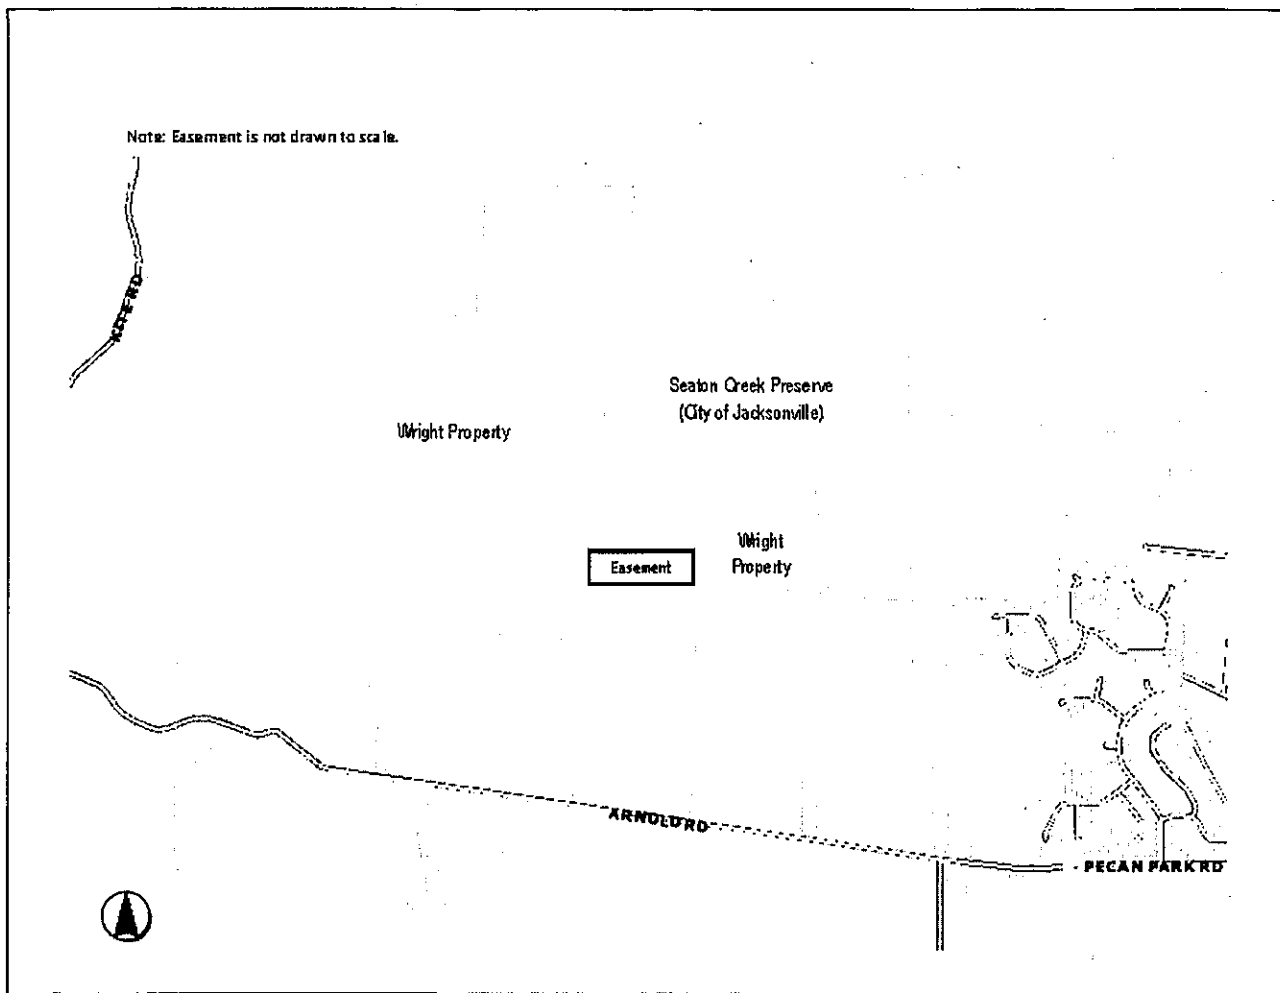 Note: Easement is not drawn to scale.
Seaton Creek Preserve
(City of Jacksonville)
Wright Property
Wright
Property
Easement
ARNOLD RD
PECAN PARK RD